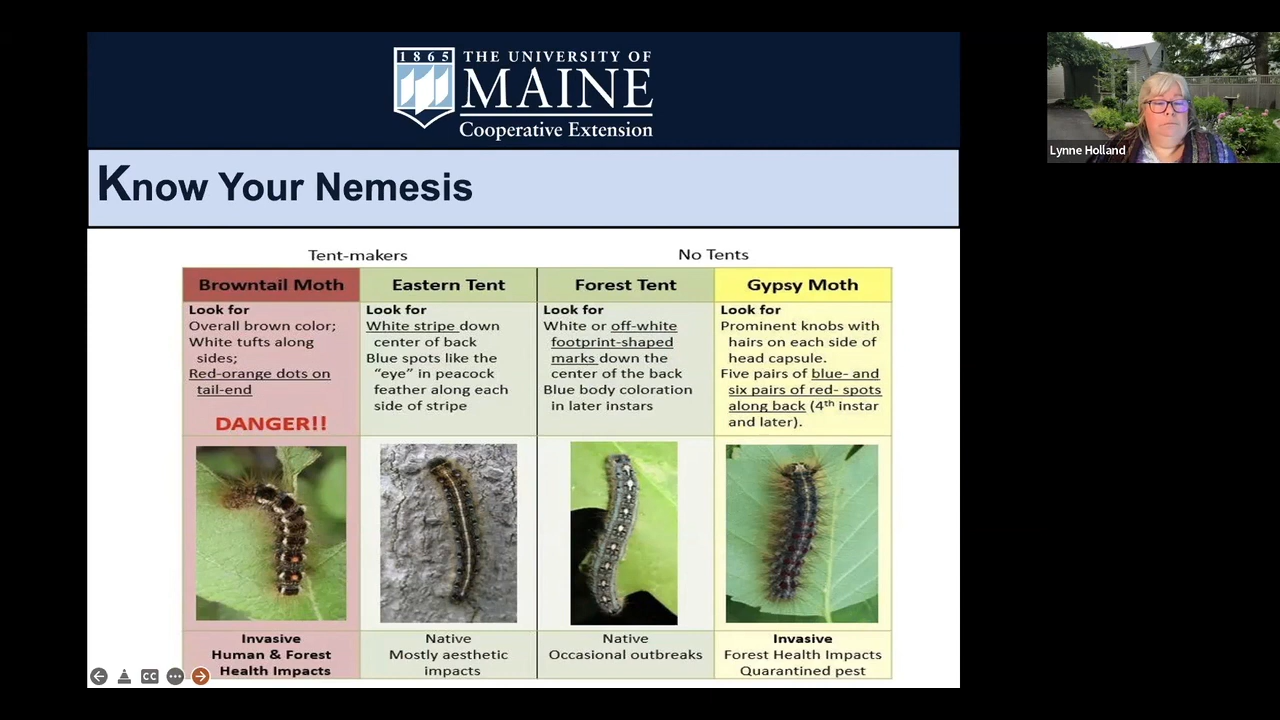 1865
THE UNIVERSITY OF
MAINE
Cooperative Extension
Lynne Holland
Know Your Nemesis
Tent-makers
No Tents
Browntail Moth
Look for
Overall brown color;
White tufts along
sides;
Red-orange dots on
tail-end
DANGER!!
Invasive
Human & Forest
Health Impacts
Eastern Tent
Look for
White stripe down
center of back
Blue spots like the
“eye” in peacock
feather along each
side of stripe
Native
Mostly aesthetic
impacts
Forest Tent
Look for
White or off-white
footprint-shaped
marks down the
center of the back
Blue body coloration
in later instars
Native
Occasional outbreaks
Gypsy Moth
Look for
Prominent knobs with
hairs on each side of
head capsule.
Five pairs of blue- and
six pairs of red- spots
along back (4th instar
and later).
Invasive
Forest Health Impacts
Quarantined pest
CC